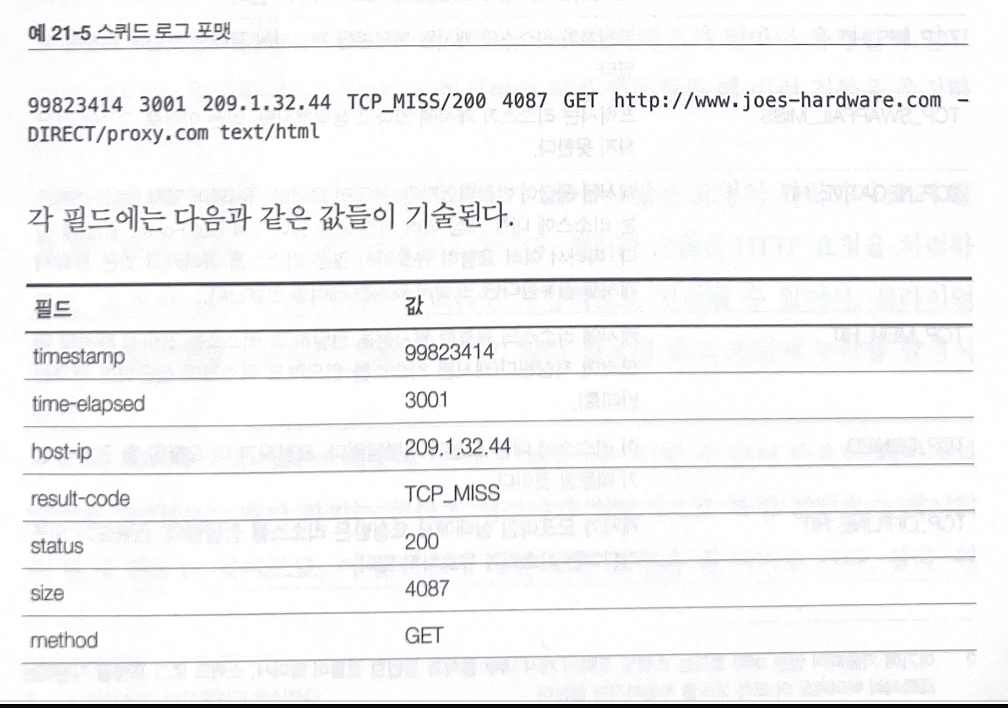 예 21-5 스퀴드 로그 포맷
99823414 3001 209.1.32.44 TCP_MISS/200 4087 GET http://www.joes-hardware.com –
DIRECT/proxy.com text/html
각 필드에는 다음과 같은 값들이 기술된다.
필드 값
timestamp 99823414
time-elapsed 3001
host-ip 209.1.32.44
result-code TCP_MISS
status 200
size 4087
method GET